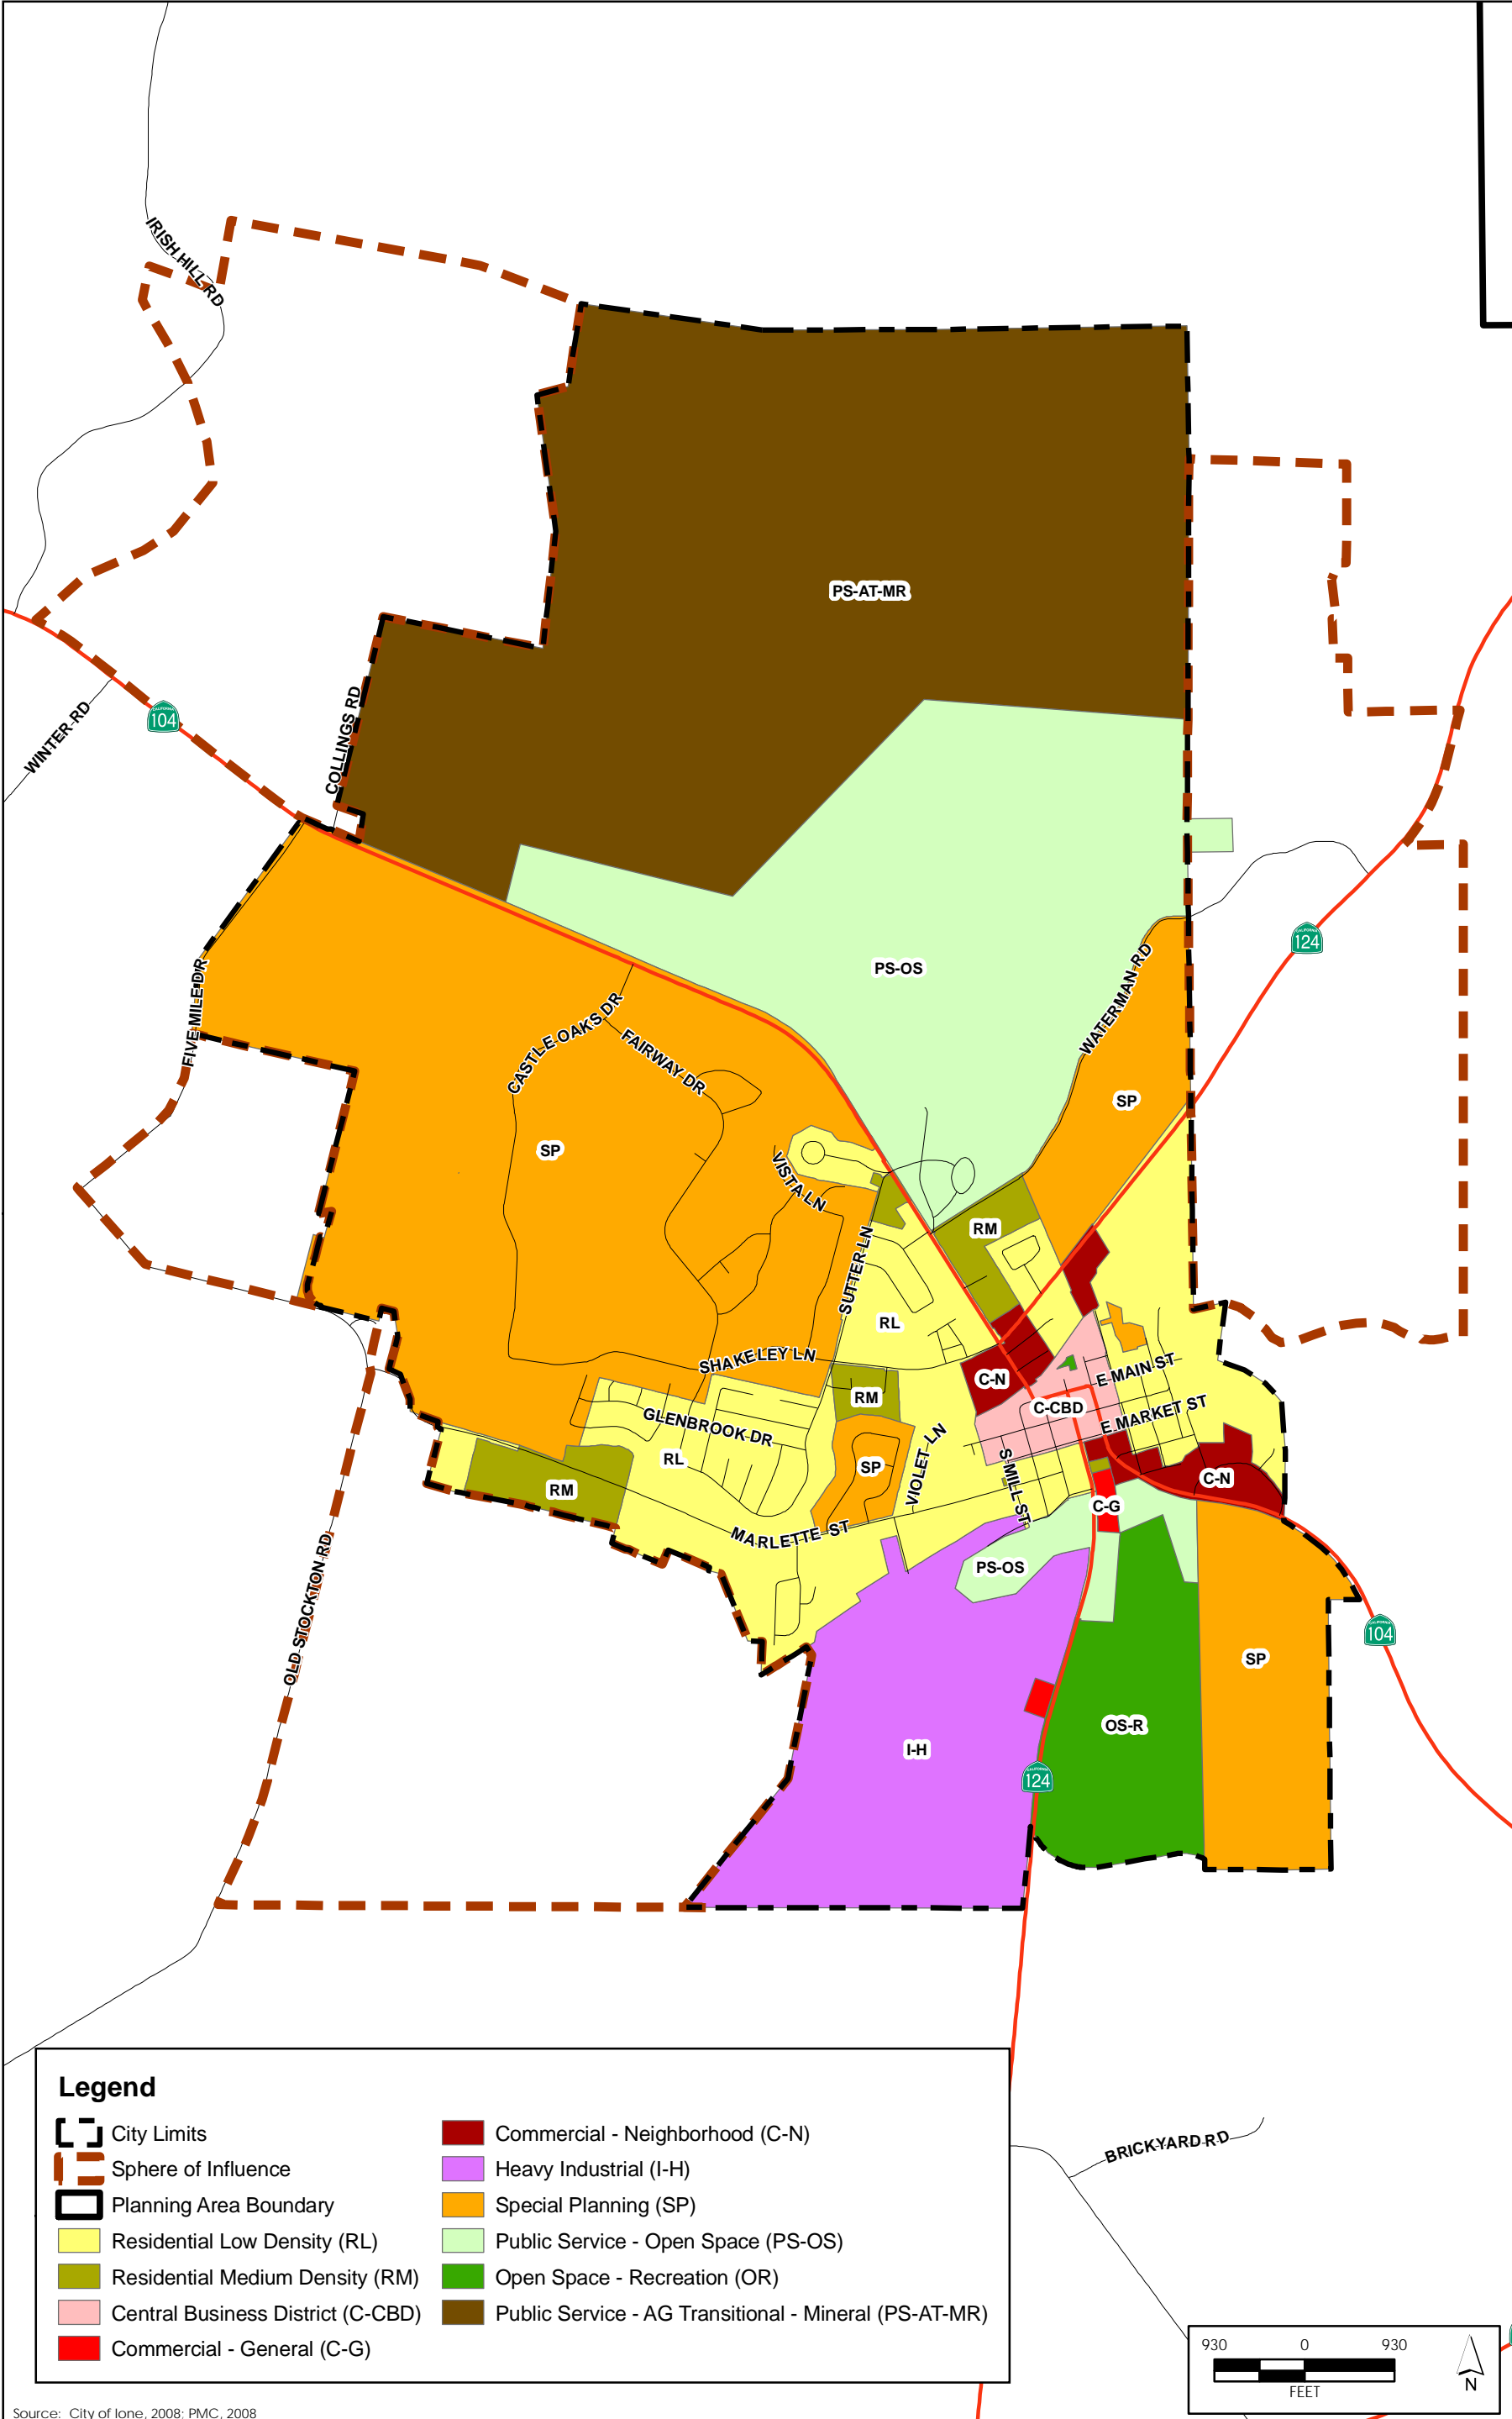 IRISH HILL RD
PS-AT-MR
COLLINGS RD
CALIFORNIA
104
WINTER RD
CALIFORNIA
124
PS-OS
WATERMAN RD
FIVE MILE DR
CASTLE OAKS DR
FAIRWAY DR
SP
SP
VISTA LN
RM
SUTTER LN
RL
SHAKELEY LN
C-N
E MAIN ST
RM
C-CBD
E MARKET ST
GLENBROOK DR
RL
SP
VIOLET LN
S MILL ST
C-N
RM
C-G
MARLETTE ST
PS-OS
OLD STOCKTON RD
CALIFORNIA
104
SP
OS-R
I-H
CALIFORNIA
124
BRICKYARD RD
Legend
City Limits
Sphere of Influence
Planning Area Boundary
Residential Low Density (RL)
Residential Medium Density (RM)
Central Business District (C-CBD)
Commercial - General (C-G)
Commercial - Neighborhood (C-N)
Heavy Industrial (I-H)
Special Planning (SP)
Public Service - Open Space (PS-OS)
Open Space - Recreation (OR)
Public Service - AG Transitional - Mineral (PS-AT-MR)
930 0 930
FEET
N
Source: City of Ione, 2008; PMC, 2008